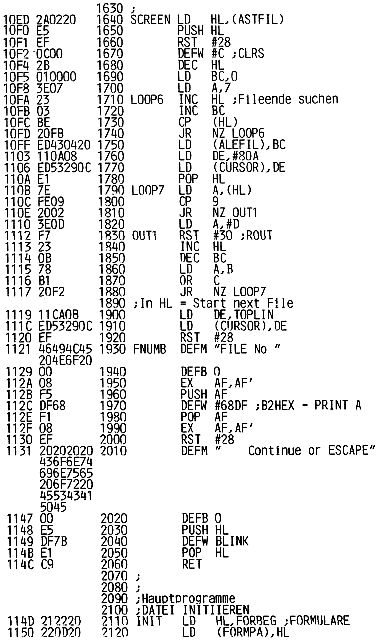 1630 ;
10ED 2A0220 1640 SCREEN LD HL,(ASTFIL)
10F0 E5 1650 PUSH HL
10F1 EF 1660 RST #28
10F2 0C00 1670 DEFW #C ;CLRS
10F4 2B 1680 DEC HL
10F5 010000 1690 LD BC,0
10F8 3E07 1700 LD A,7
10FA 23 1710 LOOP6 INC HL ;Fileende suchen
10FB 03 1720 INC BC
10FC BE 1730 CP (HL)
10FD 20FB 1740 JR NZ LOOP6
10FF ED430420 1750 LD (ALEFIL),BC
1103 110A08 1760 LD DE,#80A
1106 ED53290C 1770 LD (CURSOR),DE
110A E1 1780 POP HL
110B 7E 1790 LOOP7 LD A,(HL)
110C FE09 1800 CP 9
110E 2002 1810 JR NZ OUT1
1110 3E0D 1820 LD A,#D
1112 F7 1830 OUT1 RST #30 ;ROUT
1113 23 1840 INC HL
1114 0B 1850 DEC BC
1115 78 1860 LD A,B
1116 B1 1870 OR C
1117 20F2 1880 JR NZ LOOP7
1890 ;In HL = Start next File
1119 11CA0B 1900 LD DE,TOPLIN
111C ED53290C 1910 LD (CURSOR),DE
1120 EF 1920 RST #28
1121 46494C45 1930 FNUMB DEFM "FILE No "
204E6F20
1129 00 1940 DEFB 0
112A 08 1950 EX AF,AF'
112B F5 1960 PUSH AF
112C DF68 1970 DEFW #68DF ;B2HEX - PRINT A
112E F1 1980 POP AF
112F 08 1990 EX AF,AF'
1130 EF 2000 RST #28
1131 20202020 2010 DEFM "    Continue or ESCAPE"
436F6E74
696E7565
206F7220
45534341
5045
1147 00 2020 DEFB 0
1148 E5 2030 PUSH HL
1149 DF7B 2040 DEFW BLINK
114B E1 2050 POP HL
114C C9 2060 RET
2070 ;
2080 ;
2090 ;Hauptprogramme
2100 ;DATEI INITIIEREN
114D 212220 2110 INIT LD HL,FORBEG ;FORMULARE
1150 220D20 2120 LD (FORMPA),HL